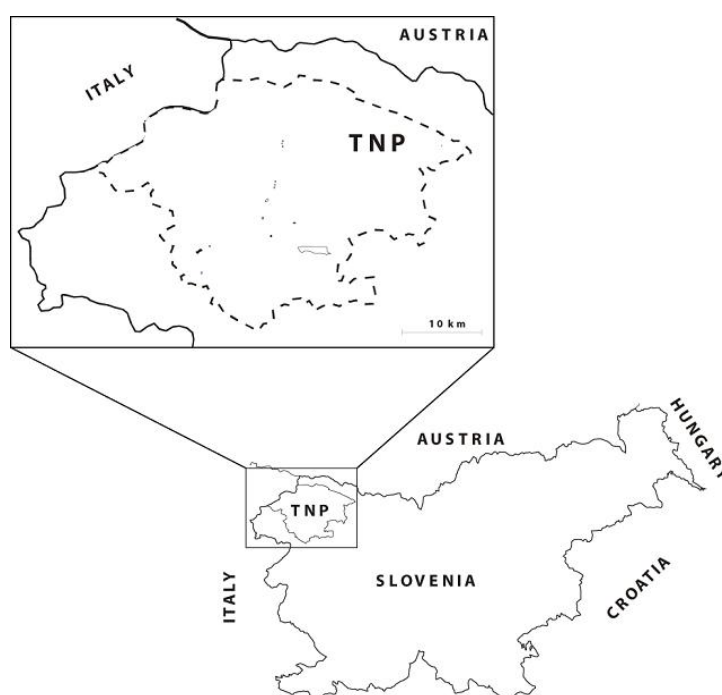 AUSTRIA
ITALY
TNP
10 km
AUSTRIA
HUNGARY
TNP
SLOVENIA
ITALY
CROATIA